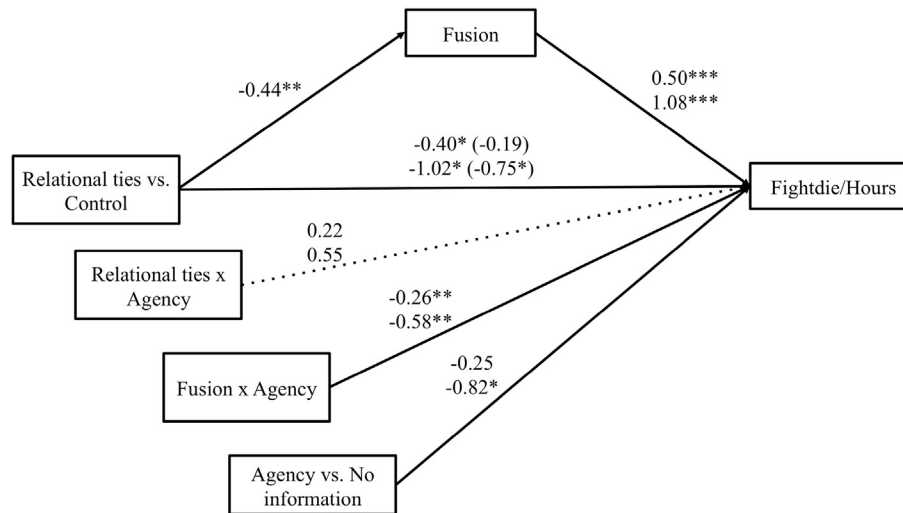 Fusion
-0.44**
0.50***
1.08***
-0.40* (-0.19)
-1.02* (-0.75*)
Relational ties vs.
Control
Fightdie/Hours
0.22
0.55
Relational ties x
Agency
-0.26**
-0.58**
Fusion x Agency
-0.25
-0.82*
Agency vs. No
information